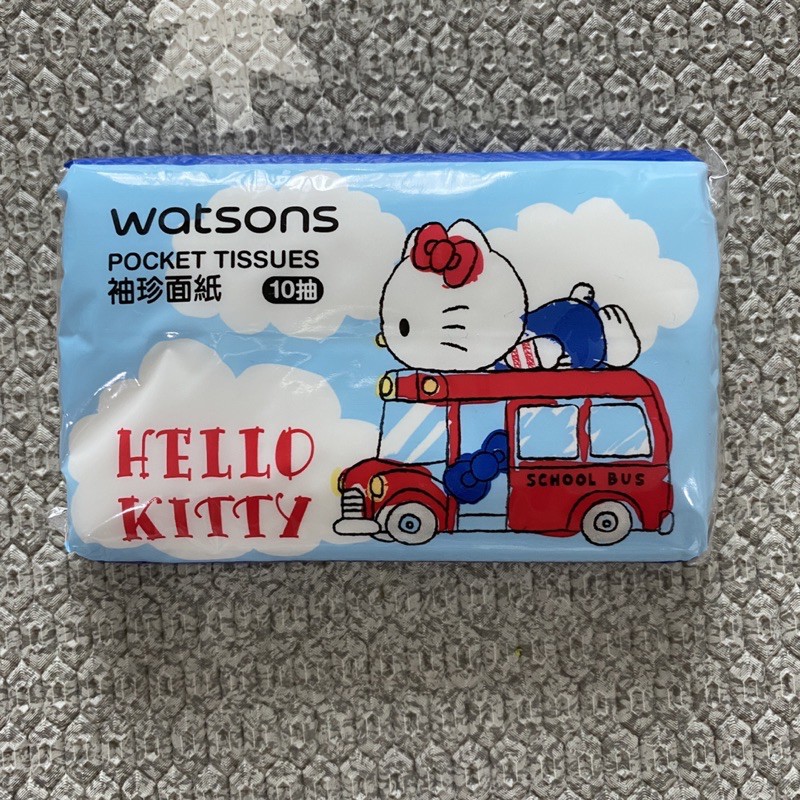 watsons
POCKET TISSUES
袖珍面紙 10抽
HELLO
KITTY
SCHOOL BUS